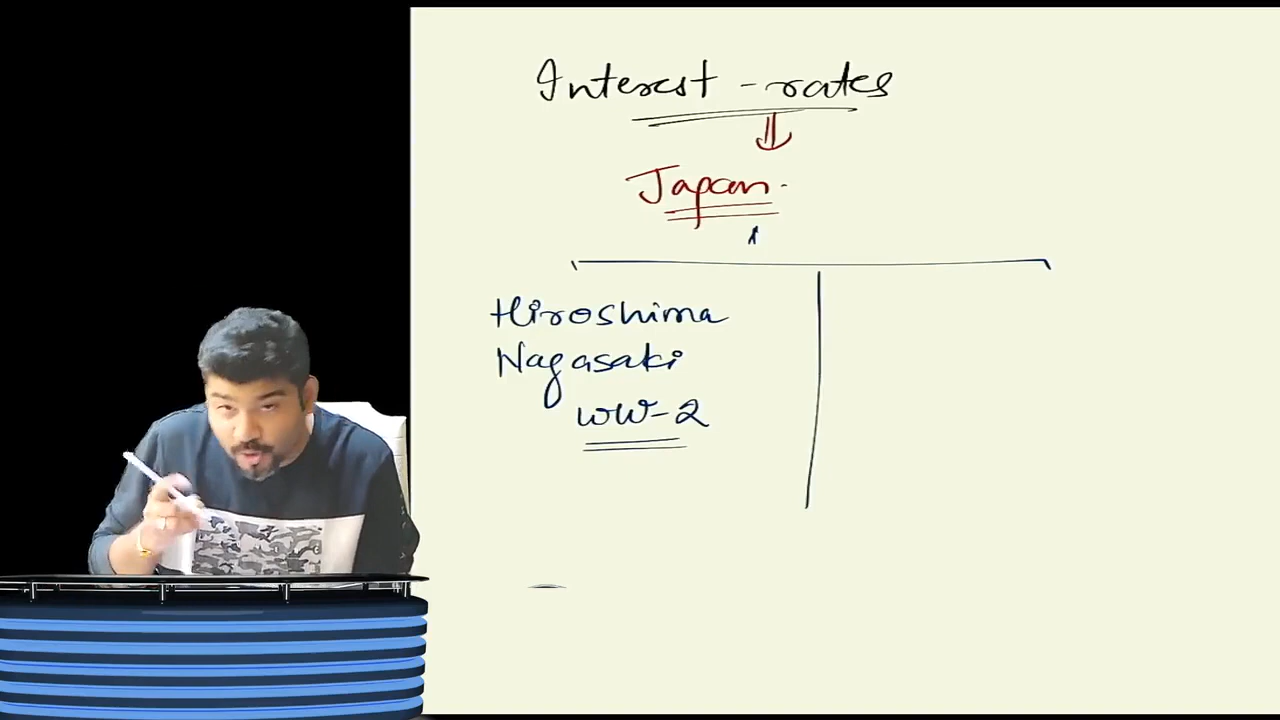 Interest - rates
Japan.
Hiroshima
Nagasaki
WW-2